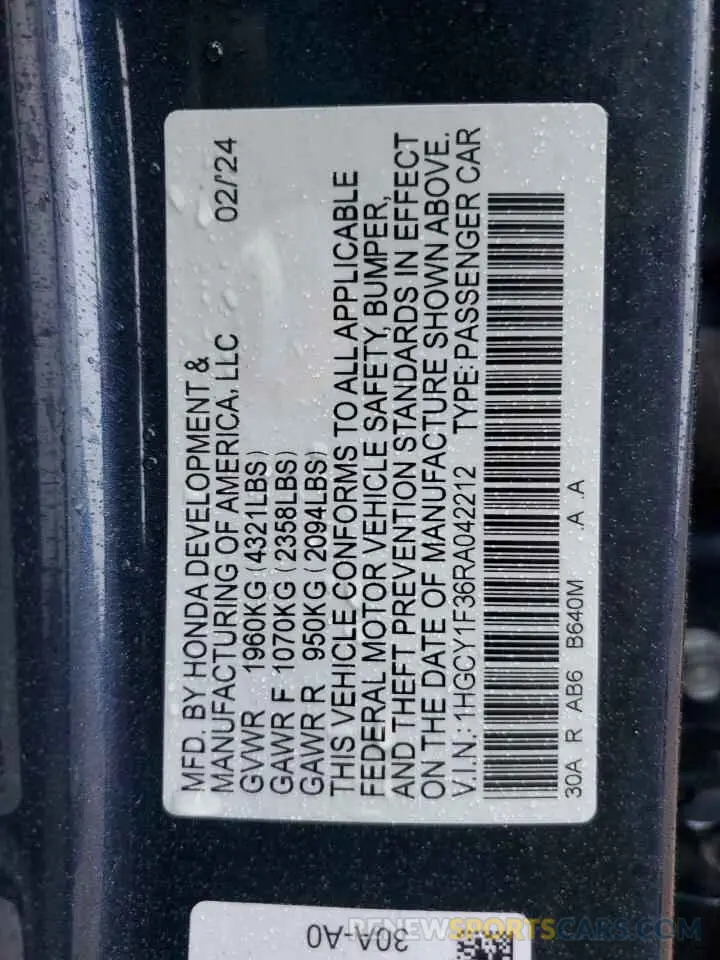 MFD. BY HONDA DEVELOPMENT &
MANUFACTURING OF AMERICA, LLC 02/24
GVWR 1960KG (4321LBS)
GAWR F 1070KG (2358LBS)
GAWR R 950KG (2094LBS)
THIS VEHICLE CONFORMS TO ALL APPLICABLE
FEDERAL MOTOR VEHICLE SAFETY, BUMPER,
AND THEFT PREVENTION STANDARDS IN EFFECT
ON THE DATE OF MANUFACTURE SHOWN ABOVE.
V.I.N.: 1HGCY1F36RA042212 TYPE: PASSENGER CAR
30A R AB6 B640M .A .A
30A-A0
RENEWSPORTSCARS.COM